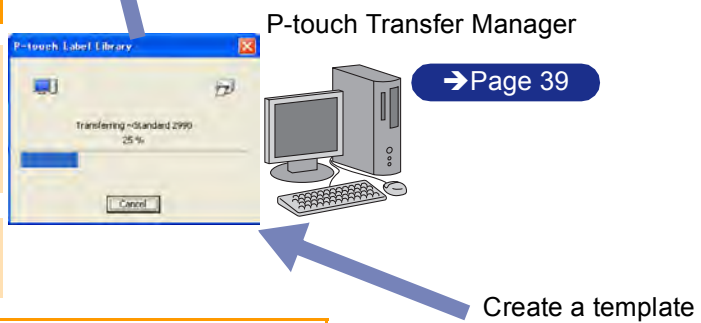 P-touch Transfer Manager
P-touch Label Library
➔Page 39
Transferring -Standard 2990
25 %
Cancel
Create a template